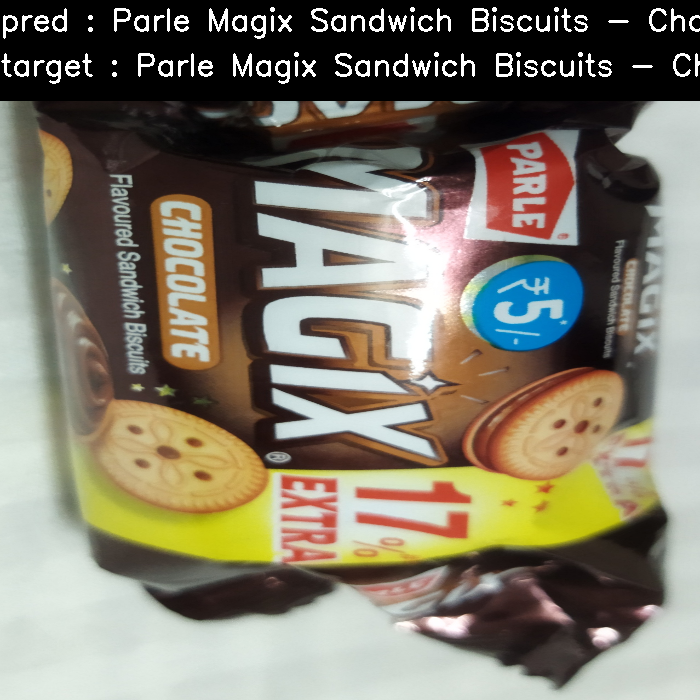 pred : Parle Magix Sandwich Biscuits – Cho
target : Parle Magix Sandwich Biscuits – Ch
PARLE
®
₹5/-*
MAGIX
®
CHOCOLATE
Flavoured Sandwich Biscuits
17%*
EXTRA
MAGIX
CHOCOLATE
Flavoured Sandwich Biscuits
17